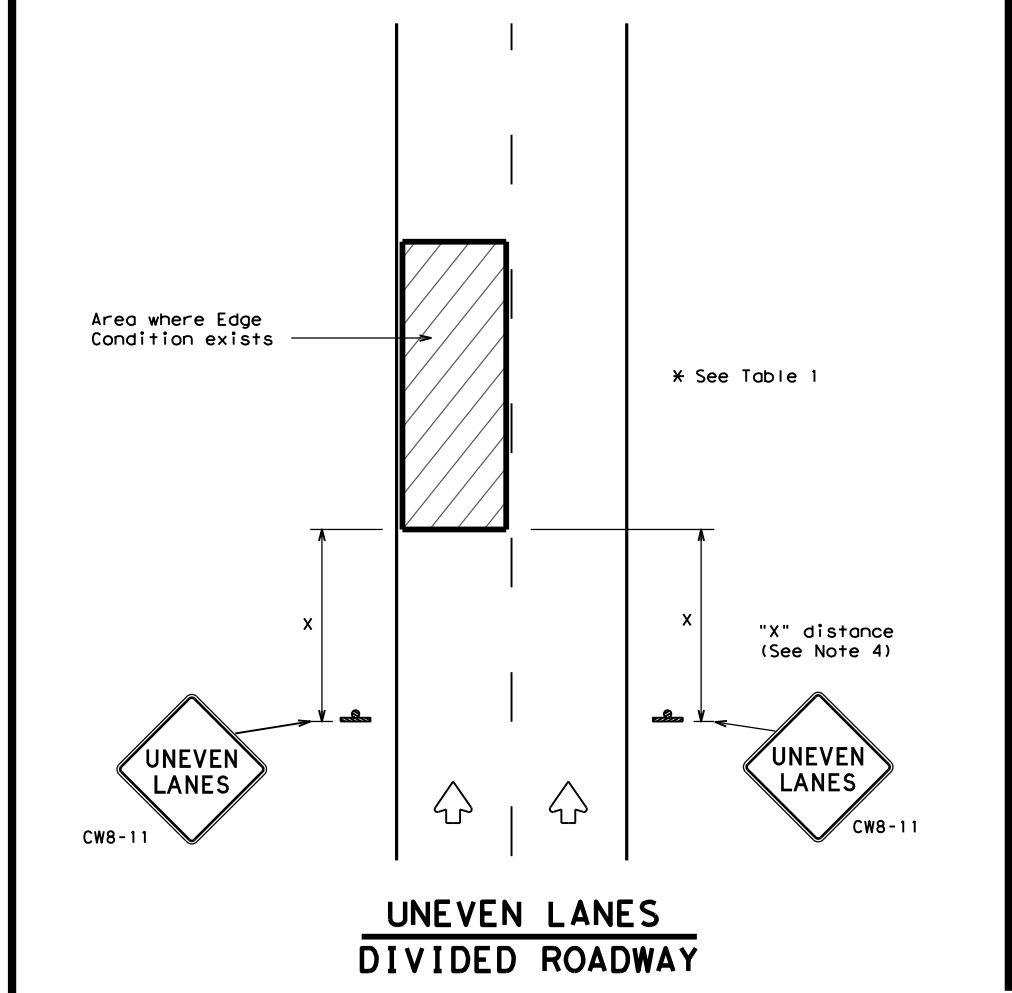 Area where Edge
Condition exists
* See Table 1
X
X
"X" distance
(See Note 4)
UNEVEN
LANES
CW8-11
UNEVEN
LANES
CW8-11
UNEVEN LANES
DIVIDED ROADWAY